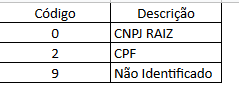 Código Descrição
0 CNPJ RAIZ
2 CPF
9 Não Identificado